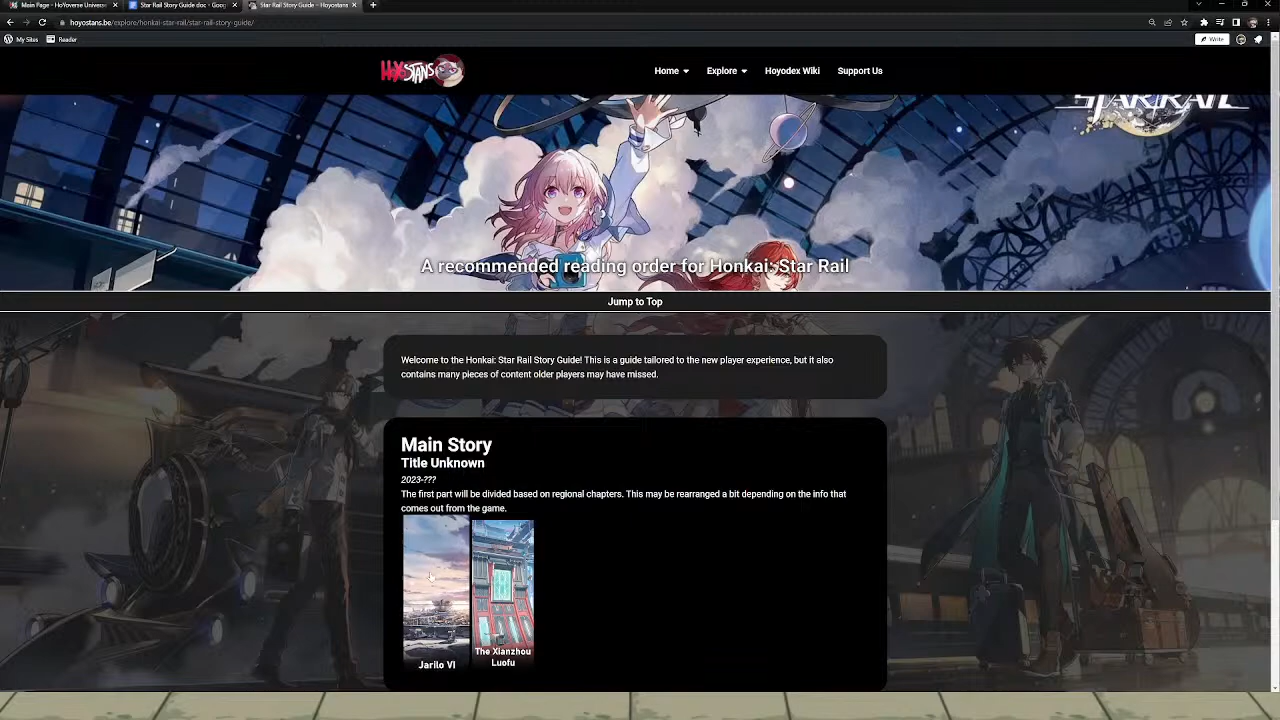 Main Page - HoYoverse Univers
Star Rail Story Guide doc - Goo
Star Rail Story Guide - Hoyostans
hoyostans.be/explore/honkai-star-rail/star-rail-story-guide/
My Sites
Reader
Write
HoYoSTANS
Home
Explore
Hoyodex Wiki
Support Us
STAR RAIL
A recommended reading order for Honkai: Star Rail
Jump to Top
Welcome to the Honkai: Star Rail Story Guide! This is a guide tailored to the new player experience, but it also
contains many pieces of content older players may have missed.
Main Story
Title Unknown
2023-???
The first part will be divided based on regional chapters. This may be rearranged a bit depending on the info that
comes out from the game.
Jarilo VI
The Xianzhou
Luofu